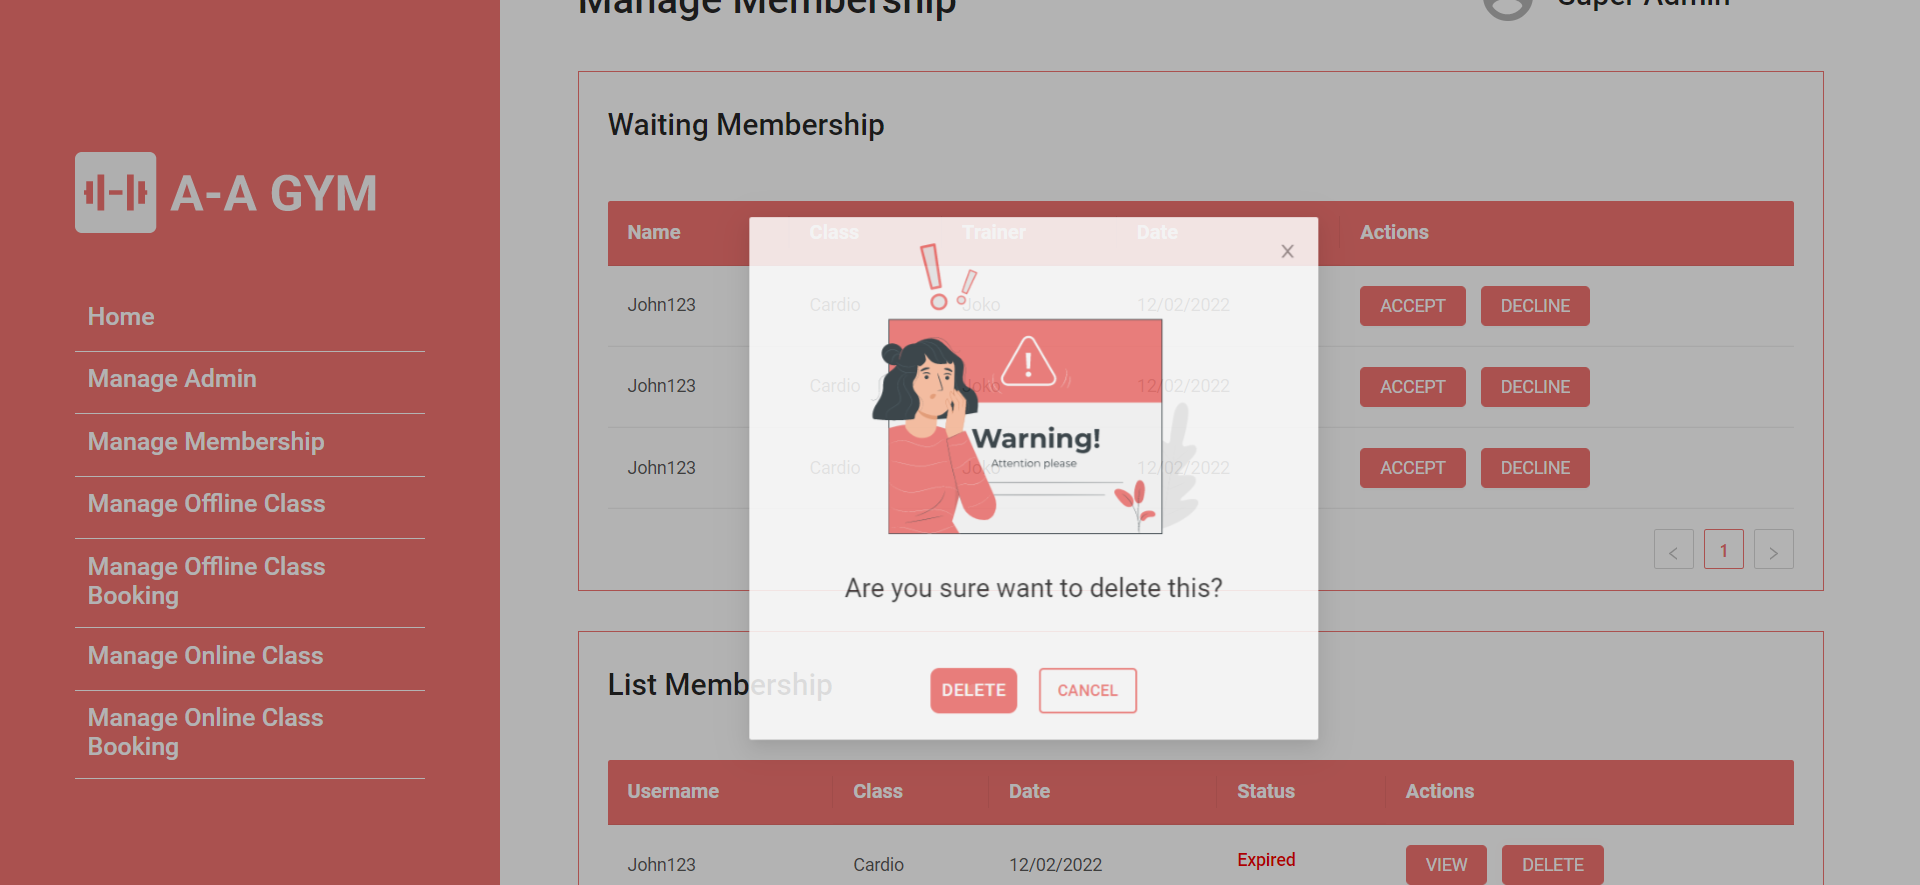 Manage Membership
Super Admin
A-A GYM
Home
Manage Admin
Manage Membership
Manage Offline Class
Manage Offline Class
Booking
Manage Online Class
Manage Online Class
Booking
Waiting Membership
Name Class Trainer Date Actions
John123 Cardio Joko 12/02/2022 ACCEPT DECLINE
John123 Cardio Joko 12/02/2022 ACCEPT DECLINE
John123 Cardio Joko 12/02/2022 ACCEPT DECLINE
< 1 >
X
!!
!
Warning!
Attention please
Are you sure want to delete this?
DELETE CANCEL
List Membership
Username Class Date Status Actions
John123 Cardio 12/02/2022 Expired VIEW DELETE